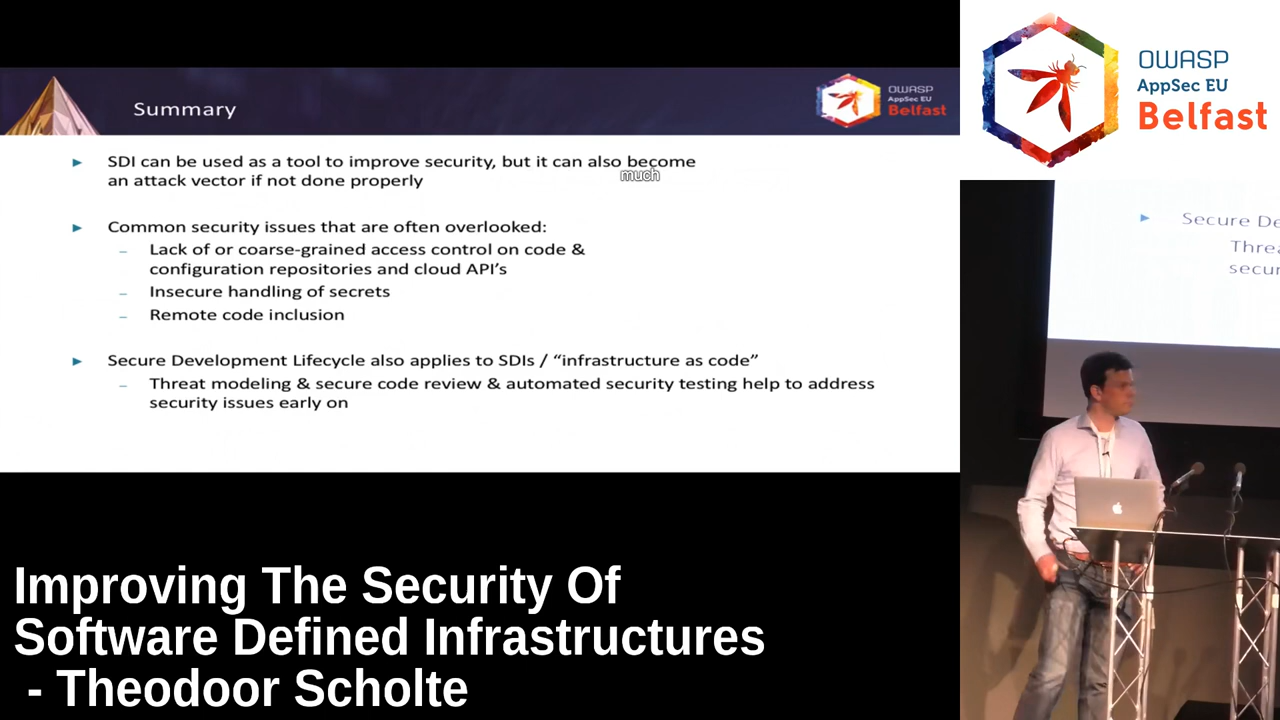 Summary
OWASP
AppSec EU
Belfast
► SDI can be used as a tool to improve security, but it can also become
an attack vector if not done properly
much
► Common security issues that are often overlooked:
– Lack of or coarse-grained access control on code &
configuration repositories and cloud API’s
– Insecure handling of secrets
– Remote code inclusion
► Secure Development Lifecycle also applies to SDIs / “infrastructure as code”
– Threat modeling & secure code review & automated security testing help to address
security issues early on
OWASP
AppSec EU
Belfast
► Secure De
Threa
secur
Improving The Security Of
Software Defined Infrastructures
- Theodoor Scholte